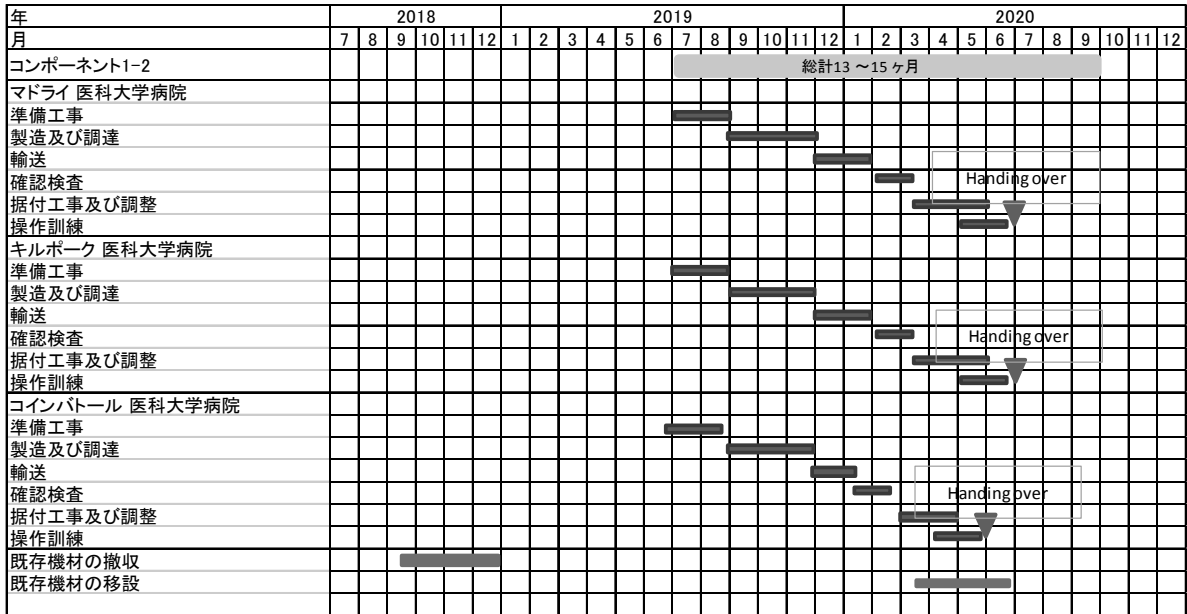 年 2018 2019 2020
月 7 8 9 10 11 12 1 2 3 4 5 6 7 8 9 10 11 12 1 2 3 4 5 6 7 8 9 10 11 12
コンポーネント1-2 総計13 ～15 ヶ月
マドライ 医科大学病院
準備工事
製造及び調達
輸送
確認検査 Handing over
据付工事及び調整
操作訓練
キルポーク 医科大学病院
準備工事
製造及び調達
輸送
確認検査 Handing over
据付工事及び調整
操作訓練
コインバトール 医科大学病院
準備工事
製造及び調達
輸送
確認検査 Handing over
据付工事及び調整
操作訓練
既存機材の撤収
既存機材の移設